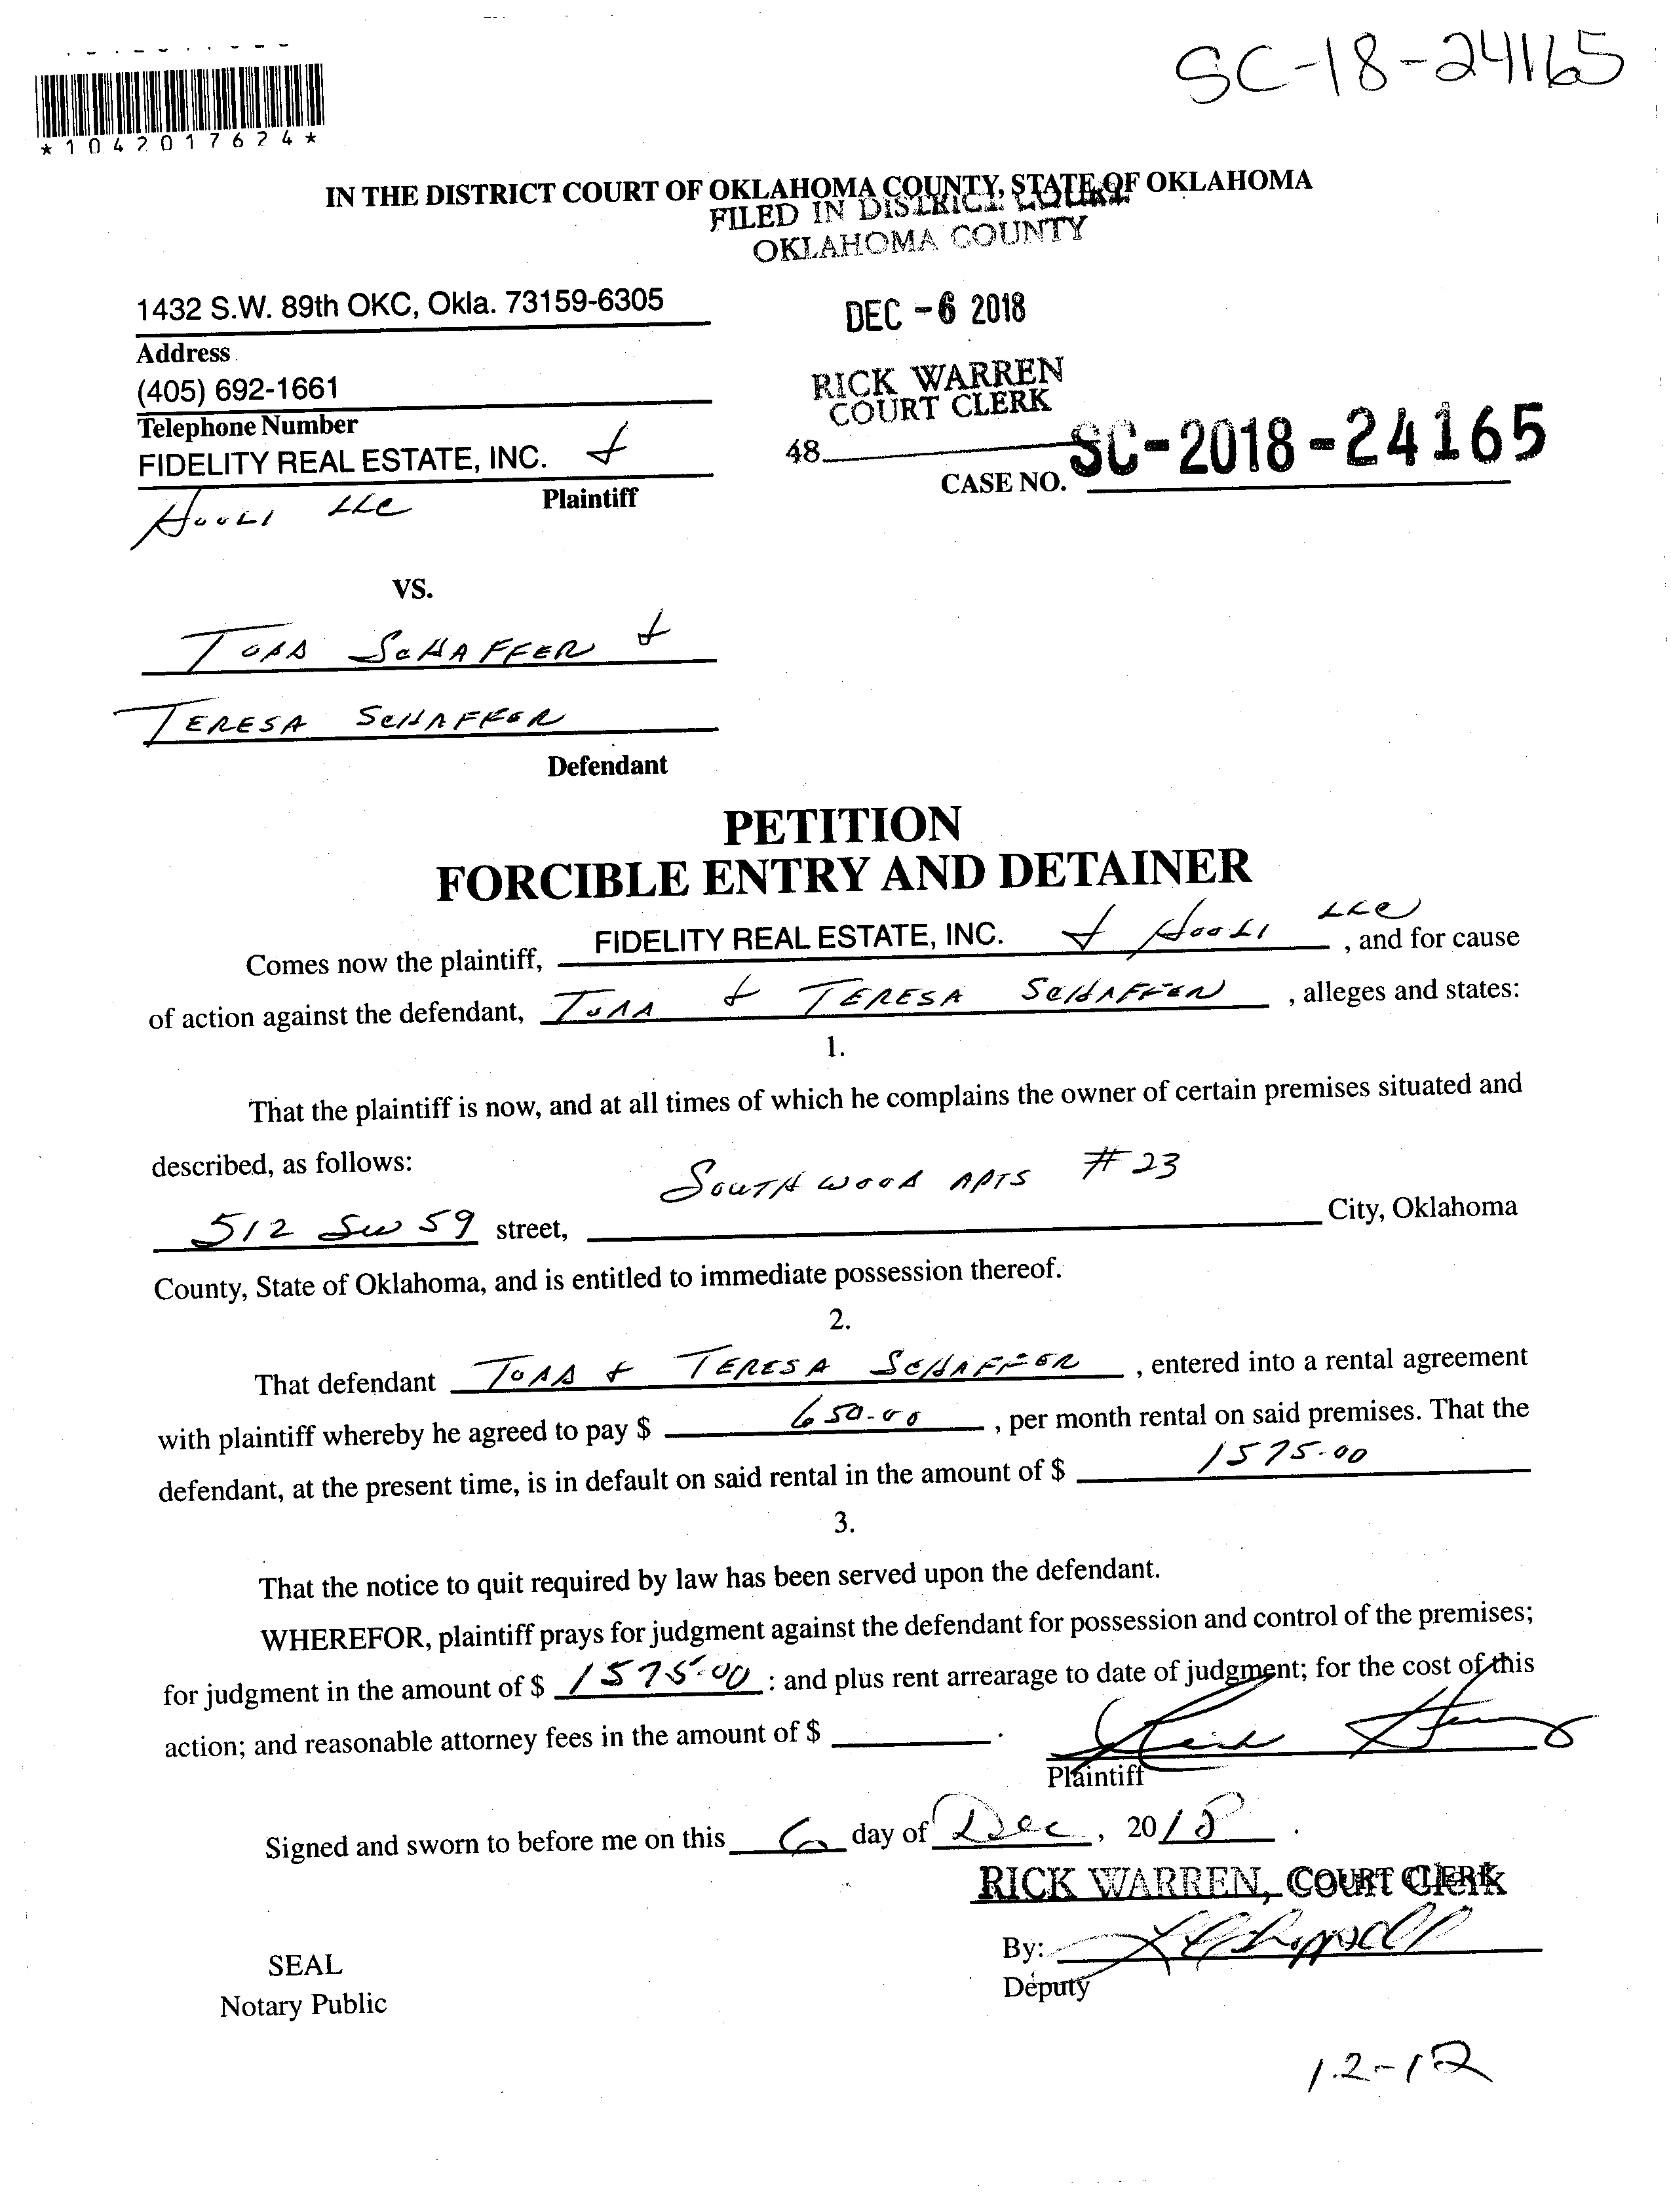 SC-18-24165
*1042017624*
IN THE DISTRICT COURT OF OKLAHOMA COUNTY, STATE OF OKLAHOMA
FILED IN DISTRICT COURT
OKLAHOMA COUNTY
1432 S.W. 89th OKC, Okla. 73159-6305
DEC -6 2018
Address
(405) 692-1661
RICK WARREN
COURT CLERK
Telephone Number
FIDELITY REAL ESTATE, INC. &
48
CASE NO. SC-2018-24165
HOOLI LLC Plaintiff
VS.
TODD SCHAFFER &
TERESA SCHAFFER
Defendant
PETITION
FORCIBLE ENTRY AND DETAINER
Comes now the plaintiff, FIDELITY REAL ESTATE, INC. & HOOLI LLC, and for cause
of action against the defendant, TODD & TERESA SCHAFFER, alleges and states:
1.
That the plaintiff is now, and at all times of which he complains the owner of certain premises situated and
described, as follows:
SOUTHWOOD APTS #23
512 SW 59 street, City, Oklahoma
County, State of Oklahoma, and is entitled to immediate possession thereof.
2.
That defendant TODD & TERESA SCHAFFER, entered into a rental agreement
with plaintiff whereby he agreed to pay $ 650.00, per month rental on said premises. That the
defendant, at the present time, is in default on said rental in the amount of $ 1575.00
3.
That the notice to quit required by law has been served upon the defendant.
WHEREFOR, plaintiff prays for judgment against the defendant for possession and control of the premises;
for judgment in the amount of $ 1575.00 : and plus rent arrearage to date of judgment; for the cost of this
action; and reasonable attorney fees in the amount of $ .
Plaintiff
Signed and sworn to before me on this 6 day of Dec, 2018.
RICK WARREN, COURT CLERK
By:
SEAL
Deputy
Notary Public
12-12